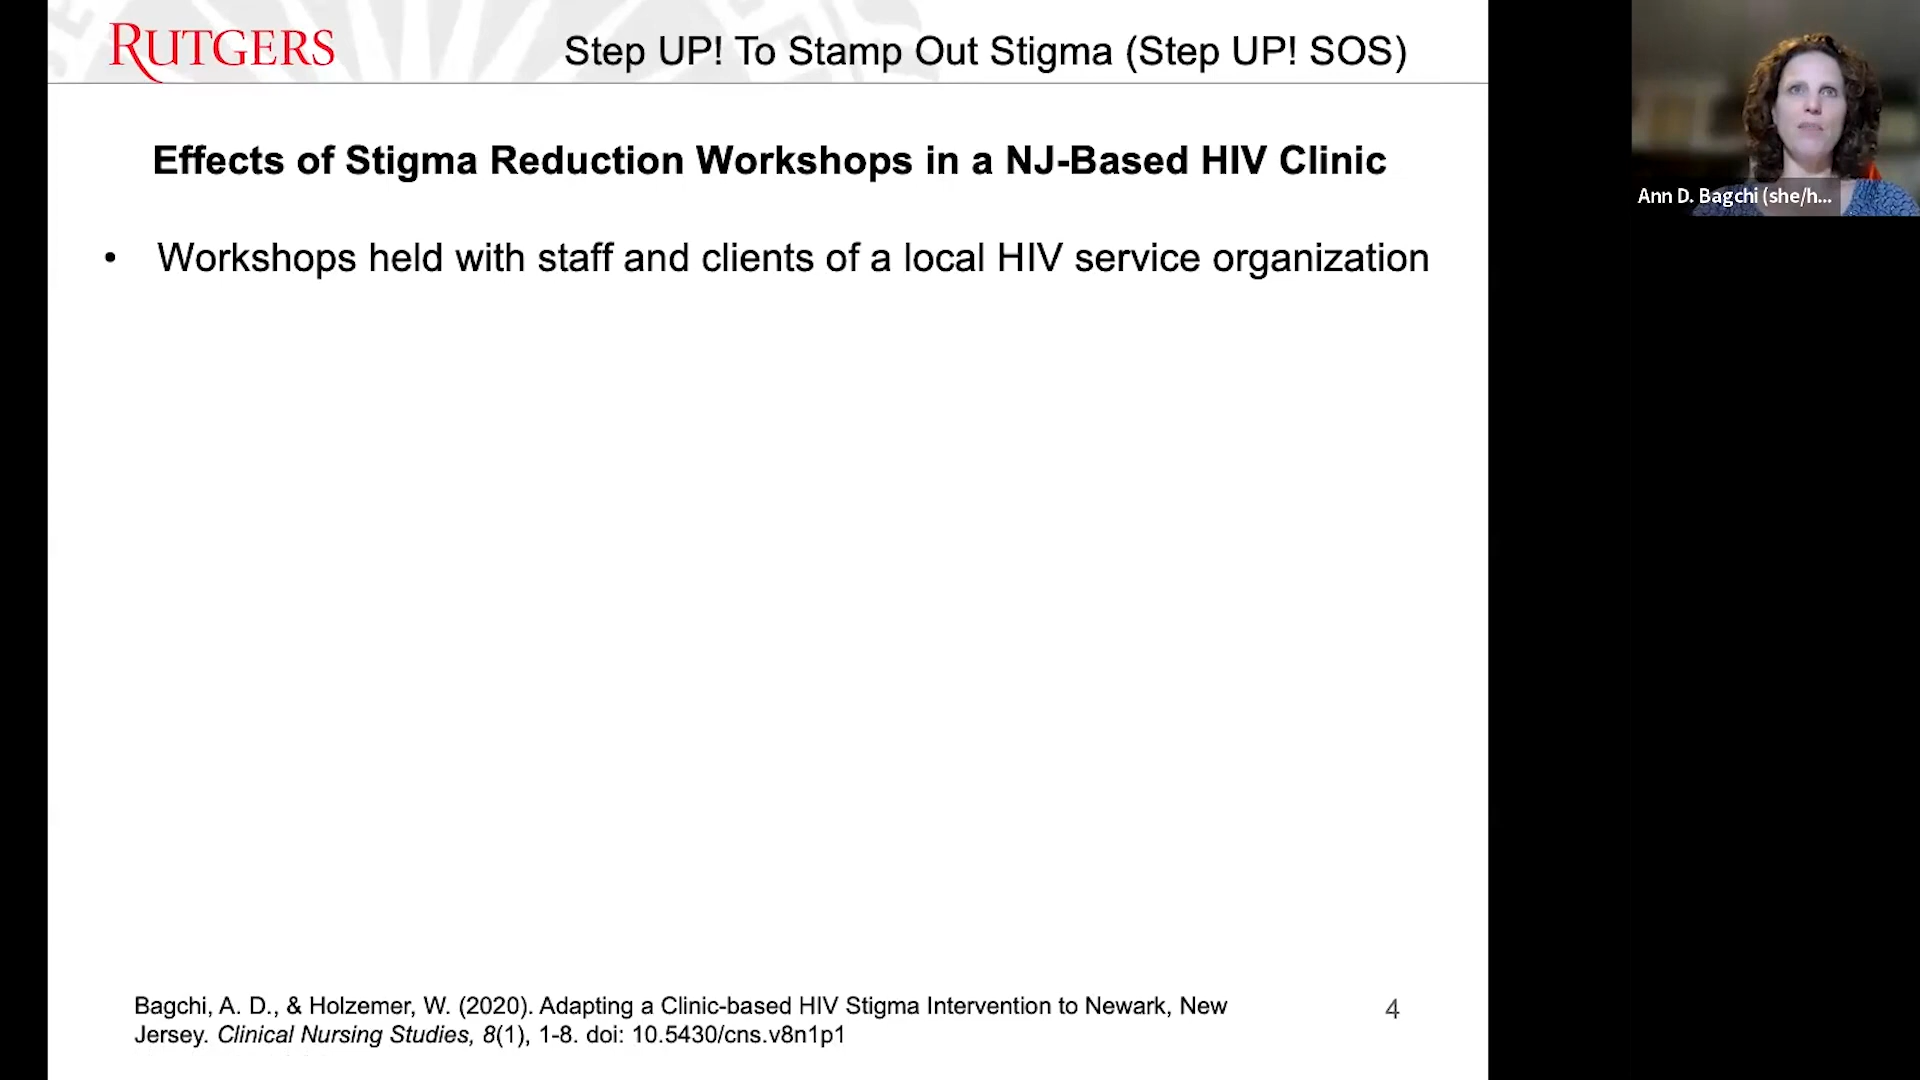 RUTGERS
Step UP! To Stamp Out Stigma (Step UP! SOS)
Ann D. Bagchi (she/h...
Effects of Stigma Reduction Workshops in a NJ-Based HIV Clinic
• Workshops held with staff and clients of a local HIV service organization
Bagchi, A. D., & Holzemer, W. (2020). Adapting a Clinic-based HIV Stigma Intervention to Newark, New
Jersey. Clinical Nursing Studies, 8(1), 1-8. doi: 10.5430/cns.v8n1p1
4